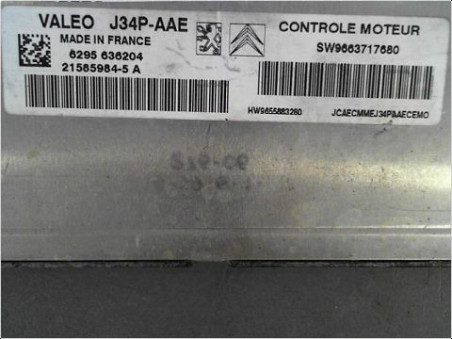 VALEO J34P-AAE
MADE IN FRANCE
6295 636204
21585984-5 A
CONTROLE MOTEUR
SW9663717680
HW9655883280
JCAECMMEJ34PAAECEMO